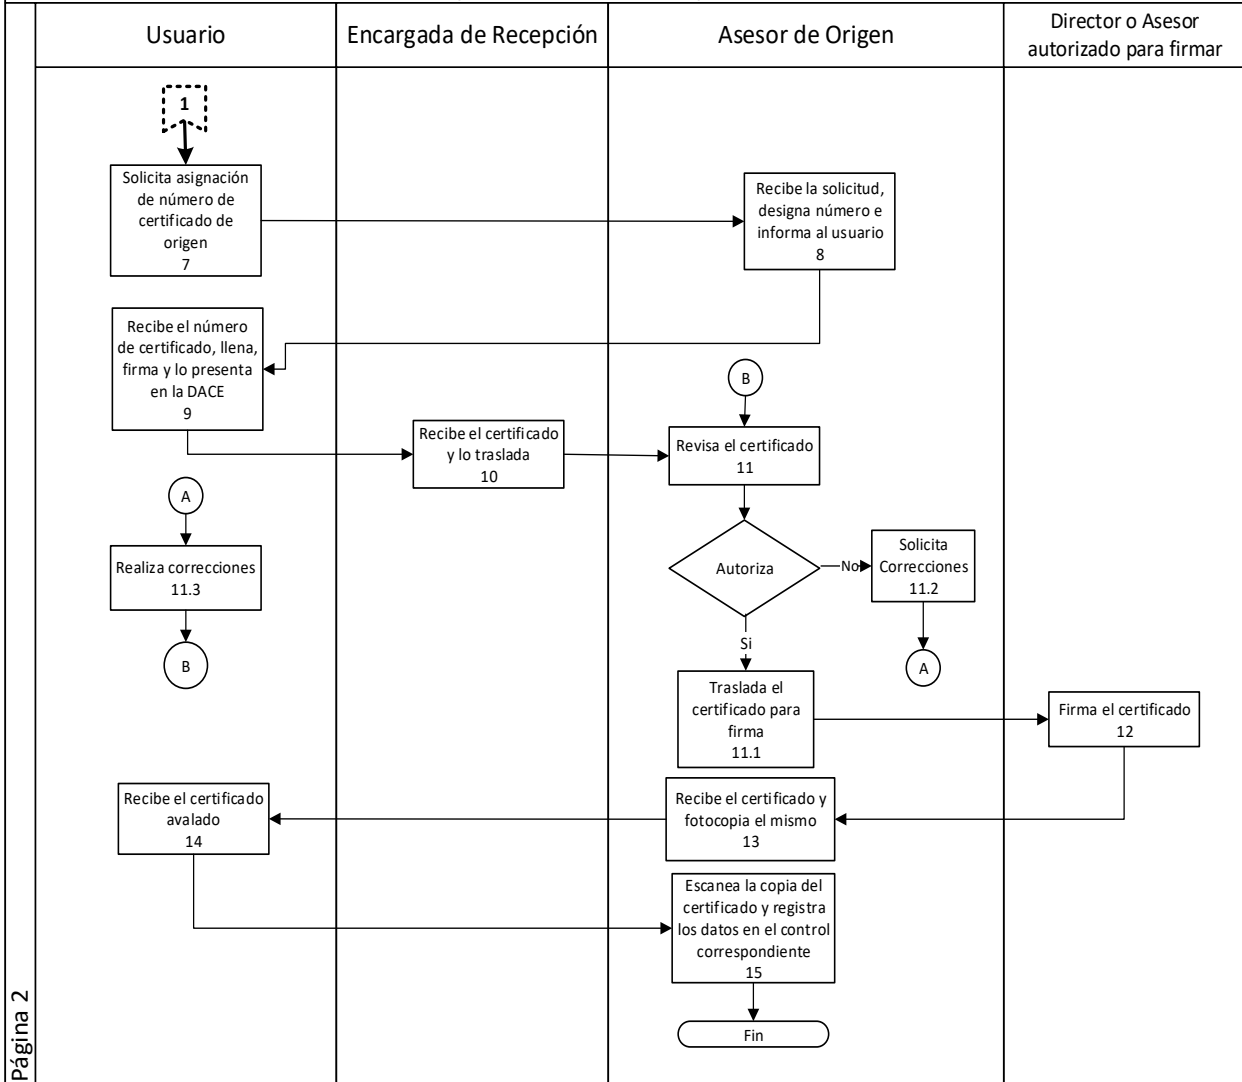 Usuario
Encargada de Recepción
Asesor de Origen
Director o Asesor
autorizado para firmar
1
Solicita asignación
de número de
certificado de
origen
7
Recibe la solicitud,
designa número e
informa al usuario
8
Recibe el número
de certificado, llena,
firma y lo presenta
en la DACE
9
Recibe el certificado
y lo traslada
10
B
Revisa el certificado
11
A
Realiza correcciones
11.3
B
Autoriza
No
Solicita
Correcciones
11.2
A
Si
Traslada el
certificado para
firma
11.1
Firma el certificado
12
Recibe el certificado y
fotocopia el mismo
13
Recibe el certificado
avalado
14
Escanea la copia del
certificado y registra
los datos en el control
correspondiente
15
Fin
Página 2